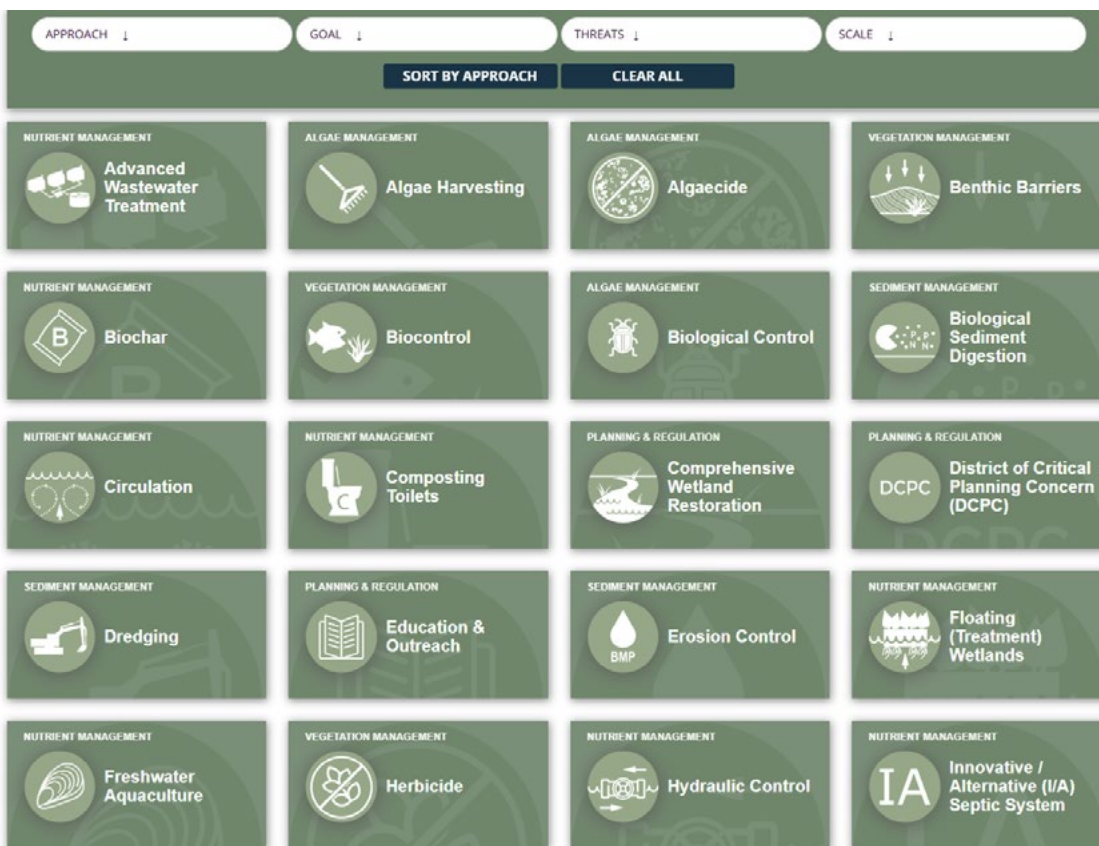 APPROACH ↓
GOAL ↓
THREATS ↓
SCALE ↓
SORT BY APPROACH
CLEAR ALL
NUTRIENT MANAGEMENT
Advanced
Wastewater
Treatment
ALGAE MANAGEMENT
Algae Harvesting
ALGAE MANAGEMENT
Algaecide
VEGETATION MANAGEMENT
Benthic Barriers
NUTRIENT MANAGEMENT
B
Biochar
VEGETATION MANAGEMENT
Biocontrol
ALGAE MANAGEMENT
Biological Control
SEDIMENT MANAGEMENT
P P
N N
Biological
Sediment
Digestion
NUTRIENT MANAGEMENT
Circulation
NUTRIENT MANAGEMENT
C
Composting
Toilets
PLANNING & REGULATION
Comprehensive
Wetland
Restoration
PLANNING & REGULATION
DCPC
District of Critical
Planning Concern
(DCPC)
SEDIMENT MANAGEMENT
Dredging
PLANNING & REGULATION
Education &
Outreach
SEDIMENT MANAGEMENT
BMP
Erosion Control
NUTRIENT MANAGEMENT
Floating
(Treatment)
Wetlands
NUTRIENT MANAGEMENT
Freshwater
Aquaculture
VEGETATION MANAGEMENT
Herbicide
NUTRIENT MANAGEMENT
Hydraulic Control
NUTRIENT MANAGEMENT
IA
Innovative /
Alternative (I/A)
Septic System